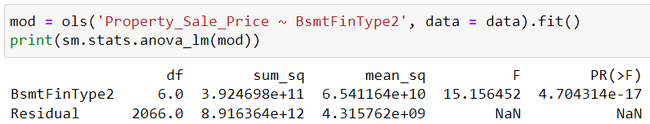 mod = ols('Property_Sale_Price ~ BsmtFinType2', data = data).fit()
print(sm.stats.anova_lm(mod))
df sum_sq mean_sq F PR(>F)
BsmtFinType2 6.0 3.924698e+11 6.541164e+10 15.156452 4.704314e-17
Residual 2066.0 8.916364e+12 4.315762e+09 NaN NaN